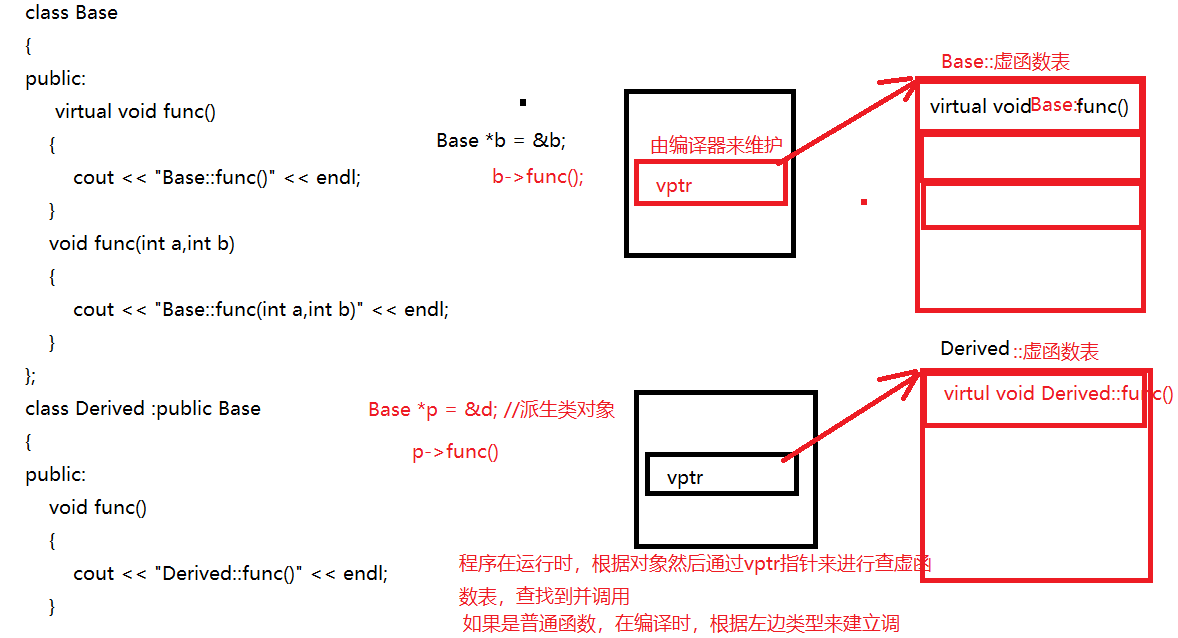 class Base
{
public:
virtual void func()
{
cout << "Base::func()" << endl;
}
void func(int a,int b)
{
cout << "Base::func(int a,int b)" << endl;
}
};
class Derived :public Base
{
public:
void func()
{
cout << "Derived::func()" << endl;
}
Base *b = &b;
b->func();
由编译器来维护
vptr
Base::虚函数表
virtual void Base::func()
Base *p = &d; //派生类对象
p->func()
vptr
Derived ::虚函数表
virtul void Derived::func()
程序在运行时，根据对象然后通过vptr指针来进行查虚函
数表，查找到并调用
如果是普通函数，在编译时，根据左边类型来建立调